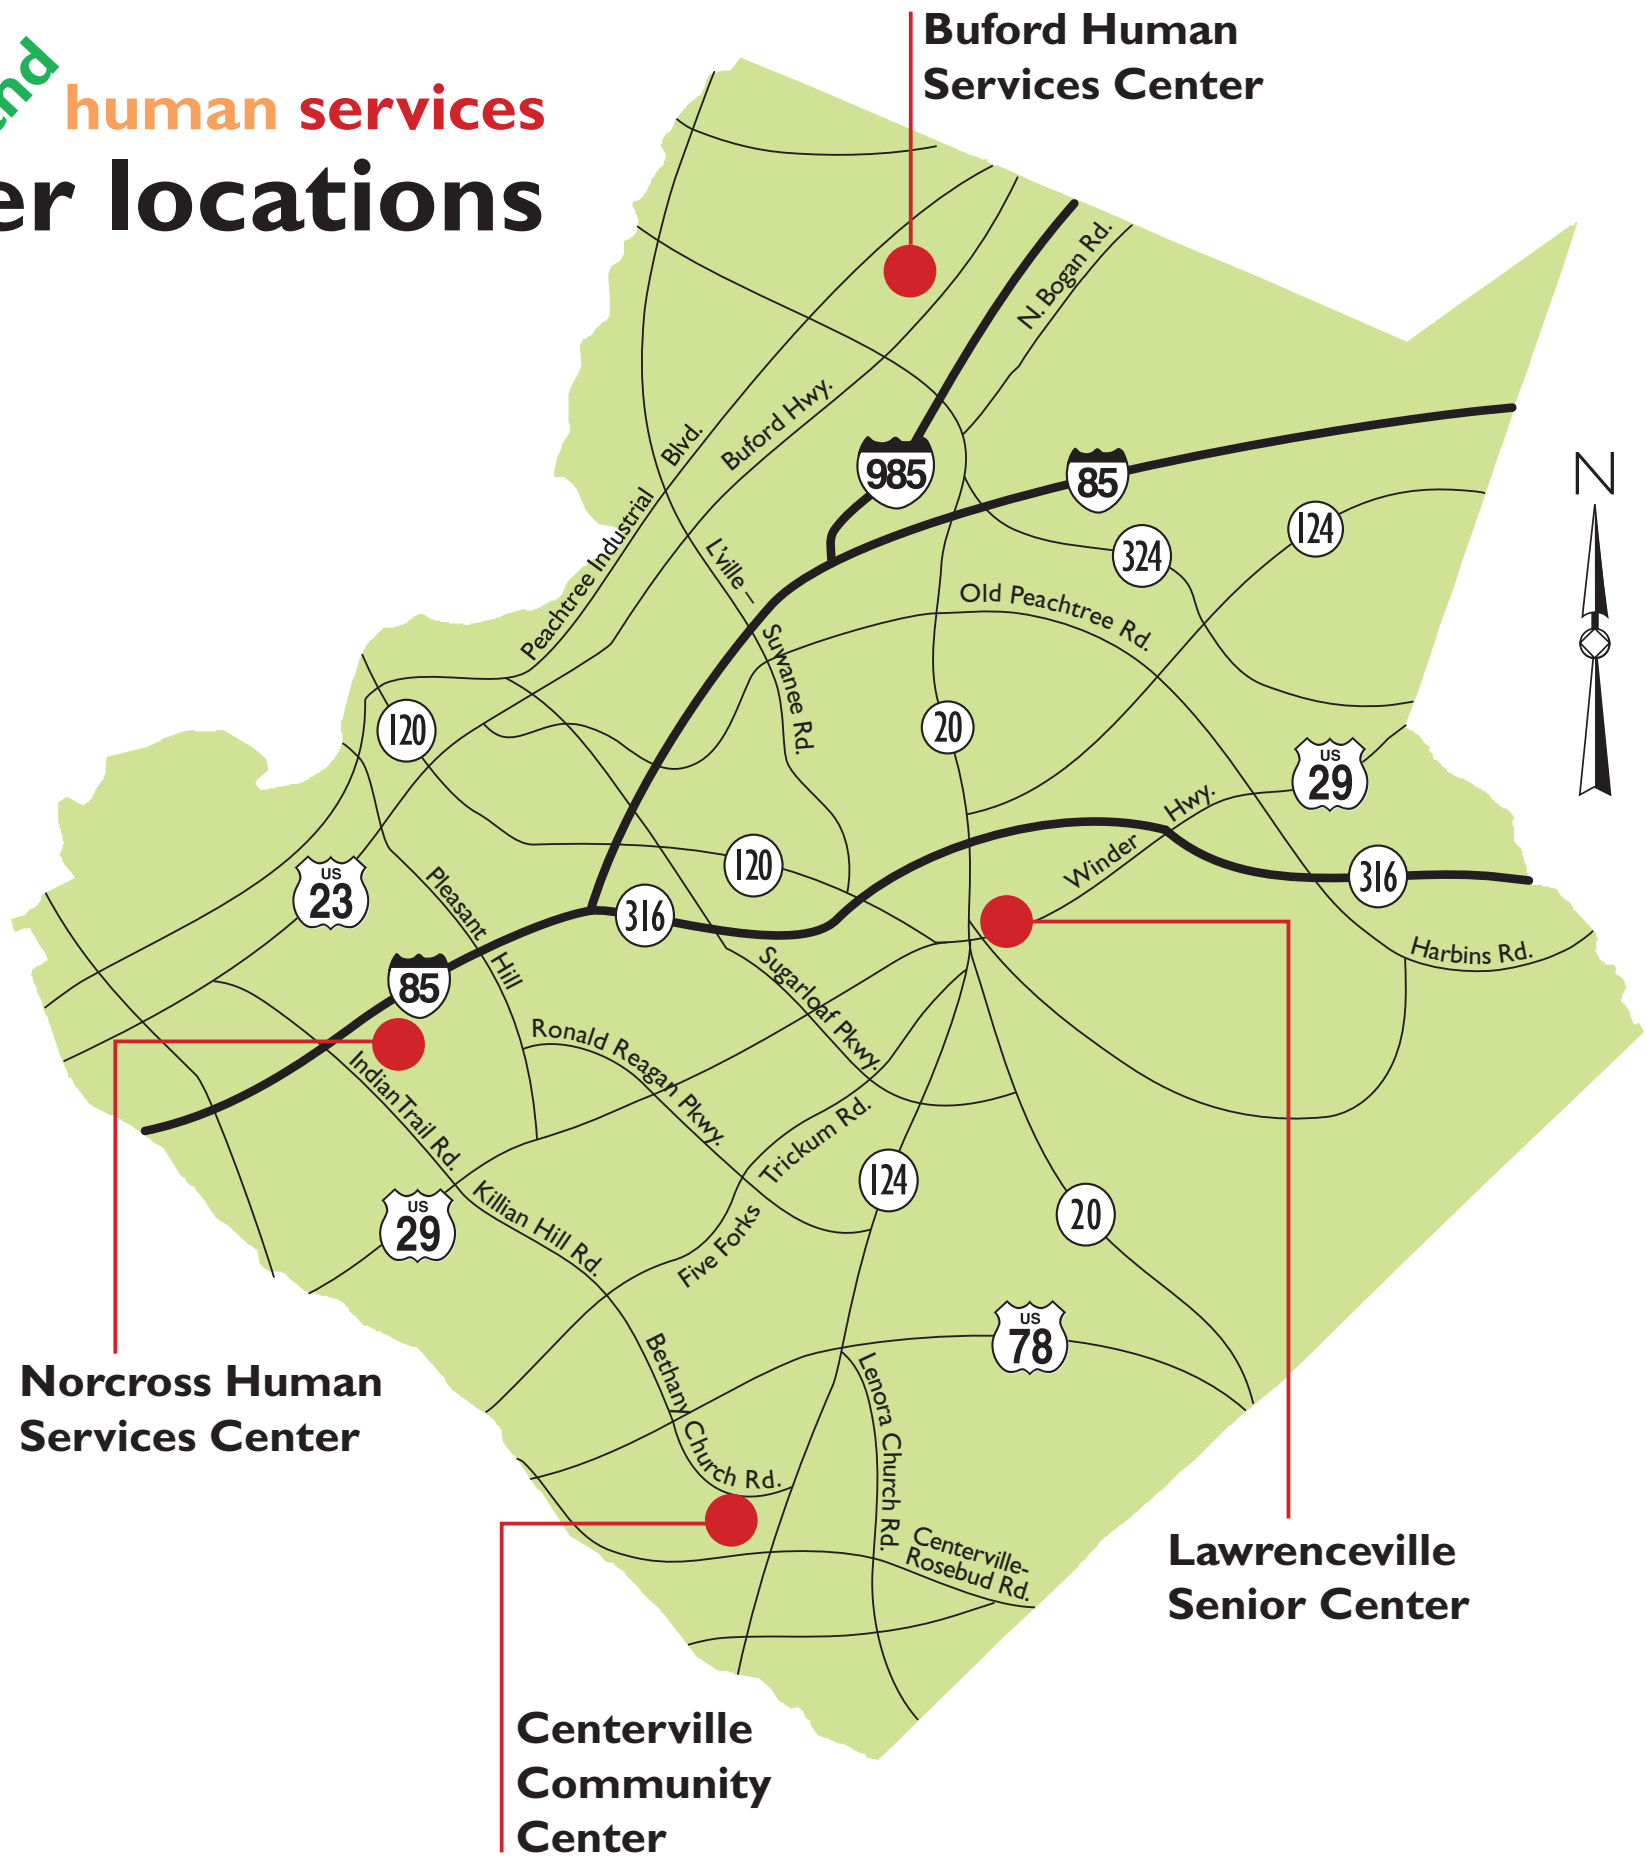 human services
locations
Buford Human
Services Center
N. Bogan Rd.
Peachtree Industrial Blvd.
Buford Hwy.
985
85
124
324
N
L'ville – Suwanee Rd.
Old Peachtree Rd.
120
20
US
29
Winder Hwy.
120
316
316
US
23
Pleasant Hill
85
Sugarloaf Pkwy.
Harbins Rd.
Ronald Reagan Pkwy.
Indian Trail Rd.
Five Forks Trickum Rd.
124
20
US
29
Killian Hill Rd.
US
78
Bethany Church Rd.
Lenora Church Rd.
Centerville-
Rosebud Rd.
Norcross Human
Services Center
Lawrenceville
Senior Center
Centerville
Community
Center